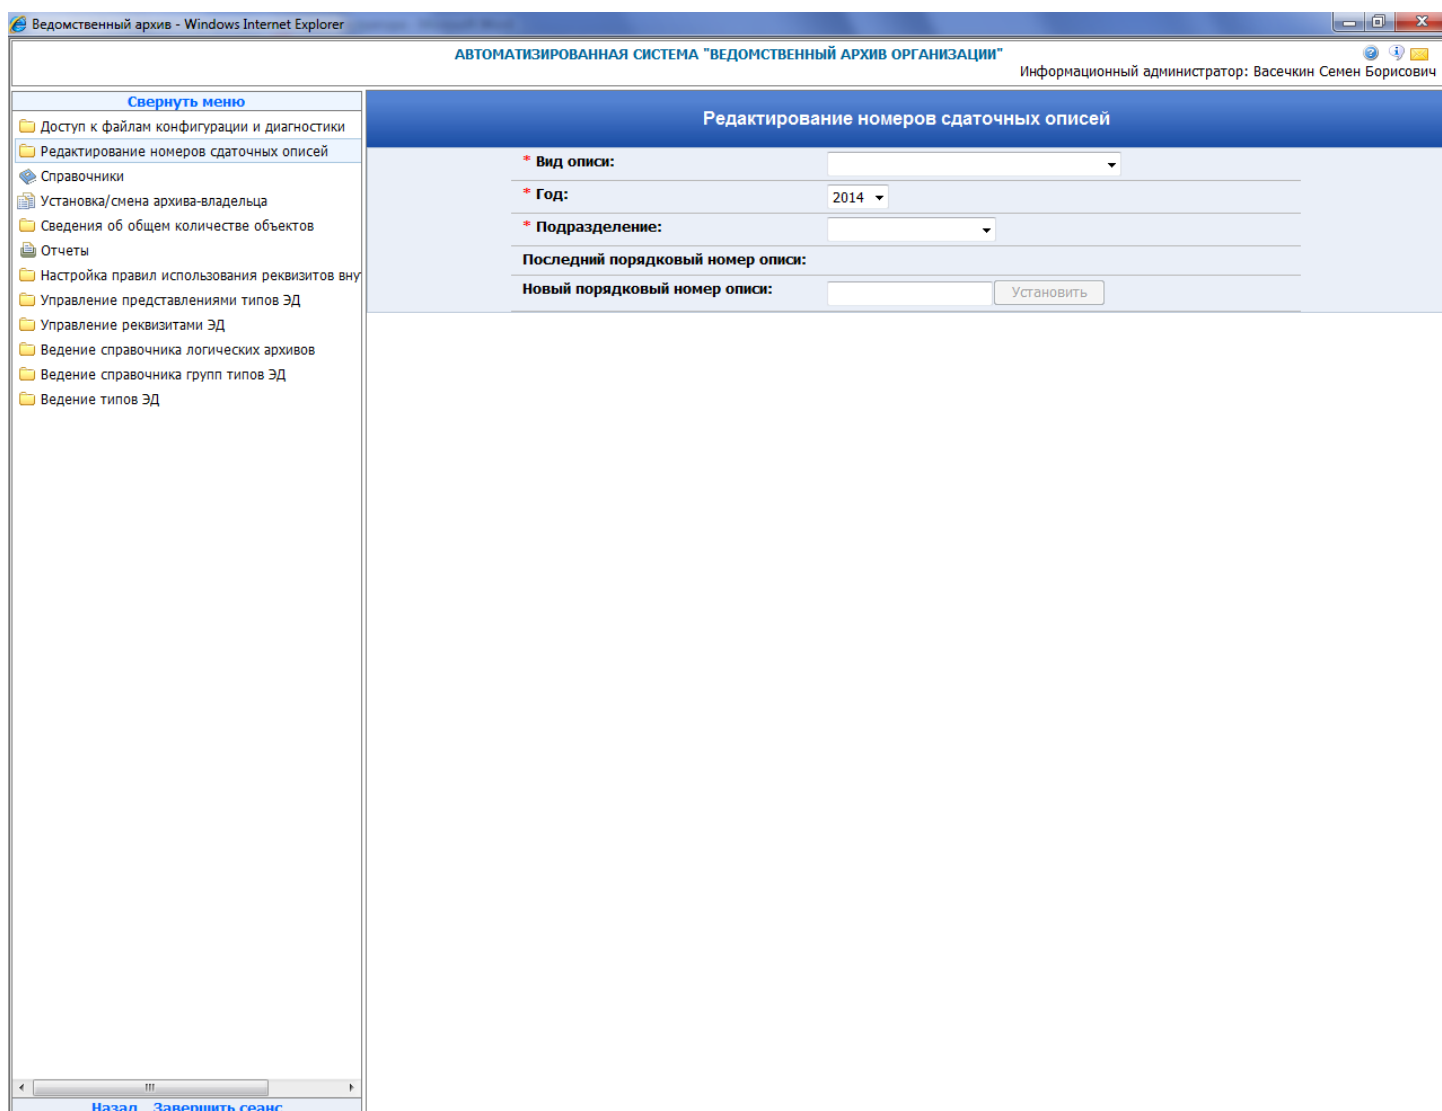 Ведомственный архив - Windows Internet Explorer
АВТОМАТИЗИРОВАННАЯ СИСТЕМА "ВЕДОМСТВЕННЫЙ АРХИВ ОРГАНИЗАЦИИ"
Информационный администратор: Васечкин Семен Борисович
Свернуть меню
Доступ к файлам конфигурации и диагностики
Редактирование номеров сдаточных описей
Справочники
Установка/смена архива-владельца
Сведения об общем количестве объектов
Отчеты
Настройка правил использования реквизитов вну
Управление представлениями типов ЭД
Управление реквизитами ЭД
Ведение справочника логических архивов
Ведение справочника групп типов ЭД
Ведение типов ЭД
Назад Завершить сеанс
Редактирование номеров сдаточных описей
* Вид описи:
* Год: 2014
* Подразделение:
Последний порядковый номер описи:
Новый порядковый номер описи: Установить